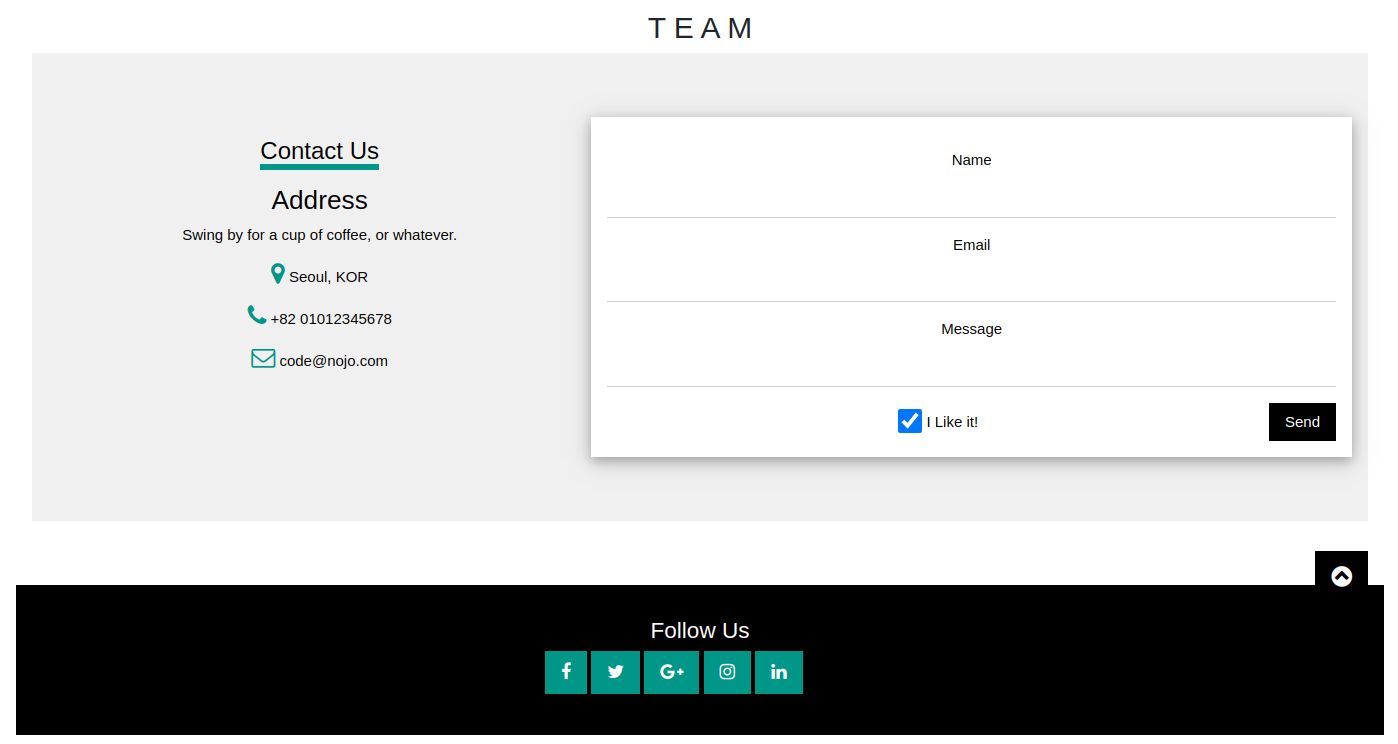 TEAM
Contact Us
Address
Swing by for a cup of coffee, or whatever.
Seoul, KOR
+82 01012345678
code@nojo.com
Name
Email
Message
I Like it!
Send
Follow Us